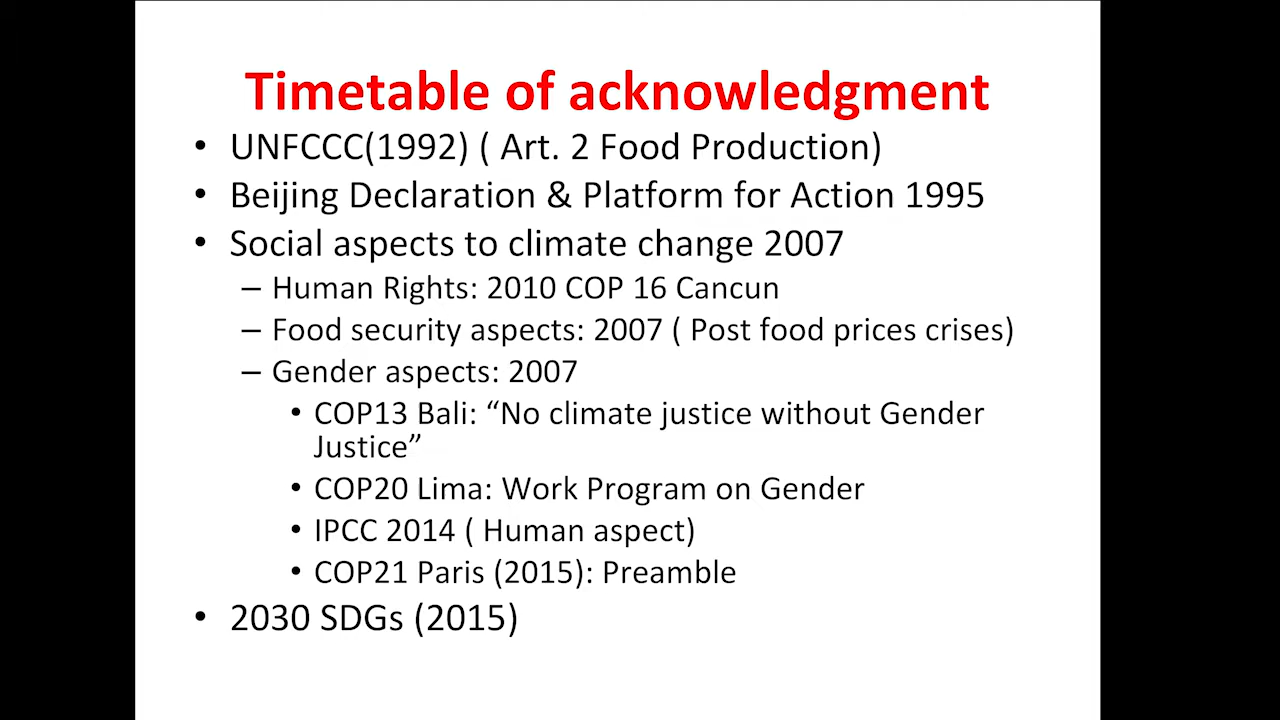 Timetable of acknowledgment
• UNFCCC(1992) ( Art. 2 Food Production)
• Beijing Declaration & Platform for Action 1995
• Social aspects to climate change 2007
– Human Rights: 2010 COP 16 Cancun
– Food security aspects: 2007 ( Post food prices crises)
– Gender aspects: 2007
• COP13 Bali: “No climate justice without Gender
Justice”
• COP20 Lima: Work Program on Gender
• IPCC 2014 ( Human aspect)
• COP21 Paris (2015): Preamble
• 2030 SDGs (2015)